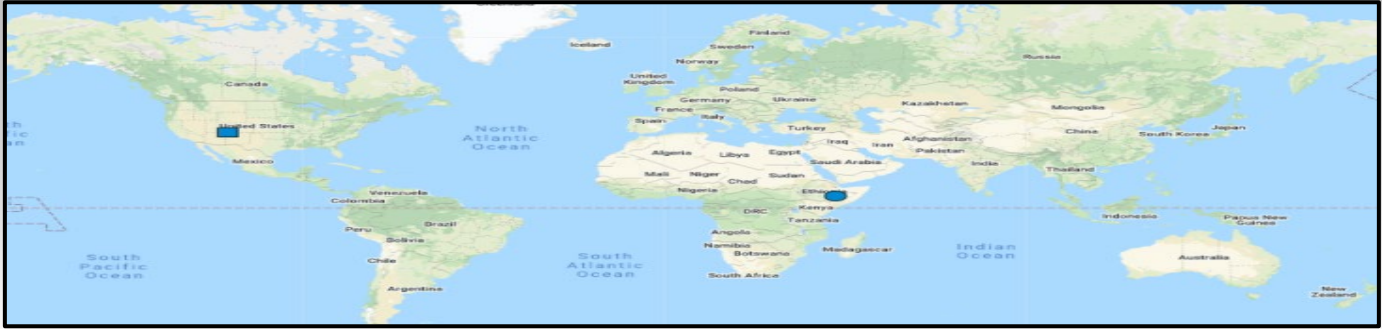 Iceland
Finland
Sweden
Norway
Russia
Canada
United
Kingdom
Poland
Germany
Ukraine
France
Kazakhstan
Mongolia
Italy
Spain
North
Atlantic
Ocean
Turkey
China
South Korea
Japan
Iraq
Iran
Afghanistan
Pakistan
Mexico
Algeria
Libya
Egypt
Saudi Arabia
India
Thailand
Mali
Niger
Chad
Sudan
Nigeria
Venezuela
Colombia
DRC
Kenya
Tanzania
Indonesia
Papua New
Guinea
Peru
Brazil
Bolivia
Angola
Namibia
Botswana
Madagascar
Indian
Ocean
South
Pacific
Ocean
Chile
South
Atlantic
Ocean
South Africa
Australia
Argentina
New
Zealand